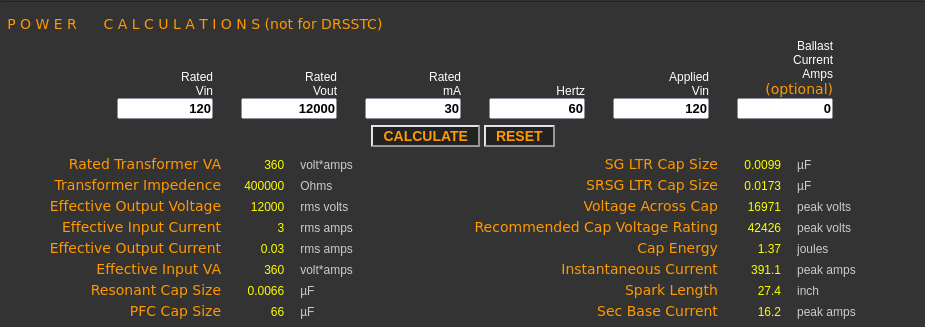 POWER CALCULATIONS (not for DRSSTC)
Rated Vin
Rated Vout
Rated mA
Hertz
Applied Vin
Ballast Current Amps (optional)
120 12000 30 60 120 0
CALCULATE RESET
Rated Transformer VA 360 volt*amps SG LTR Cap Size 0.0099 µF
Transformer Impedence 400000 Ohms SRSG LTR Cap Size 0.0173 µF
Effective Output Voltage 12000 rms volts Voltage Across Cap 16971 peak volts
Effective Input Current 3 rms amps Recommended Cap Voltage Rating 42426 peak volts
Effective Output Current 0.03 rms amps Cap Energy 1.37 joules
Effective Input VA 360 volt*amps Instantaneous Current 391.1 peak amps
Resonant Cap Size 0.0066 µF Spark Length 27.4 inch
PFC Cap Size 66 µF Sec Base Current 16.2 peak amps